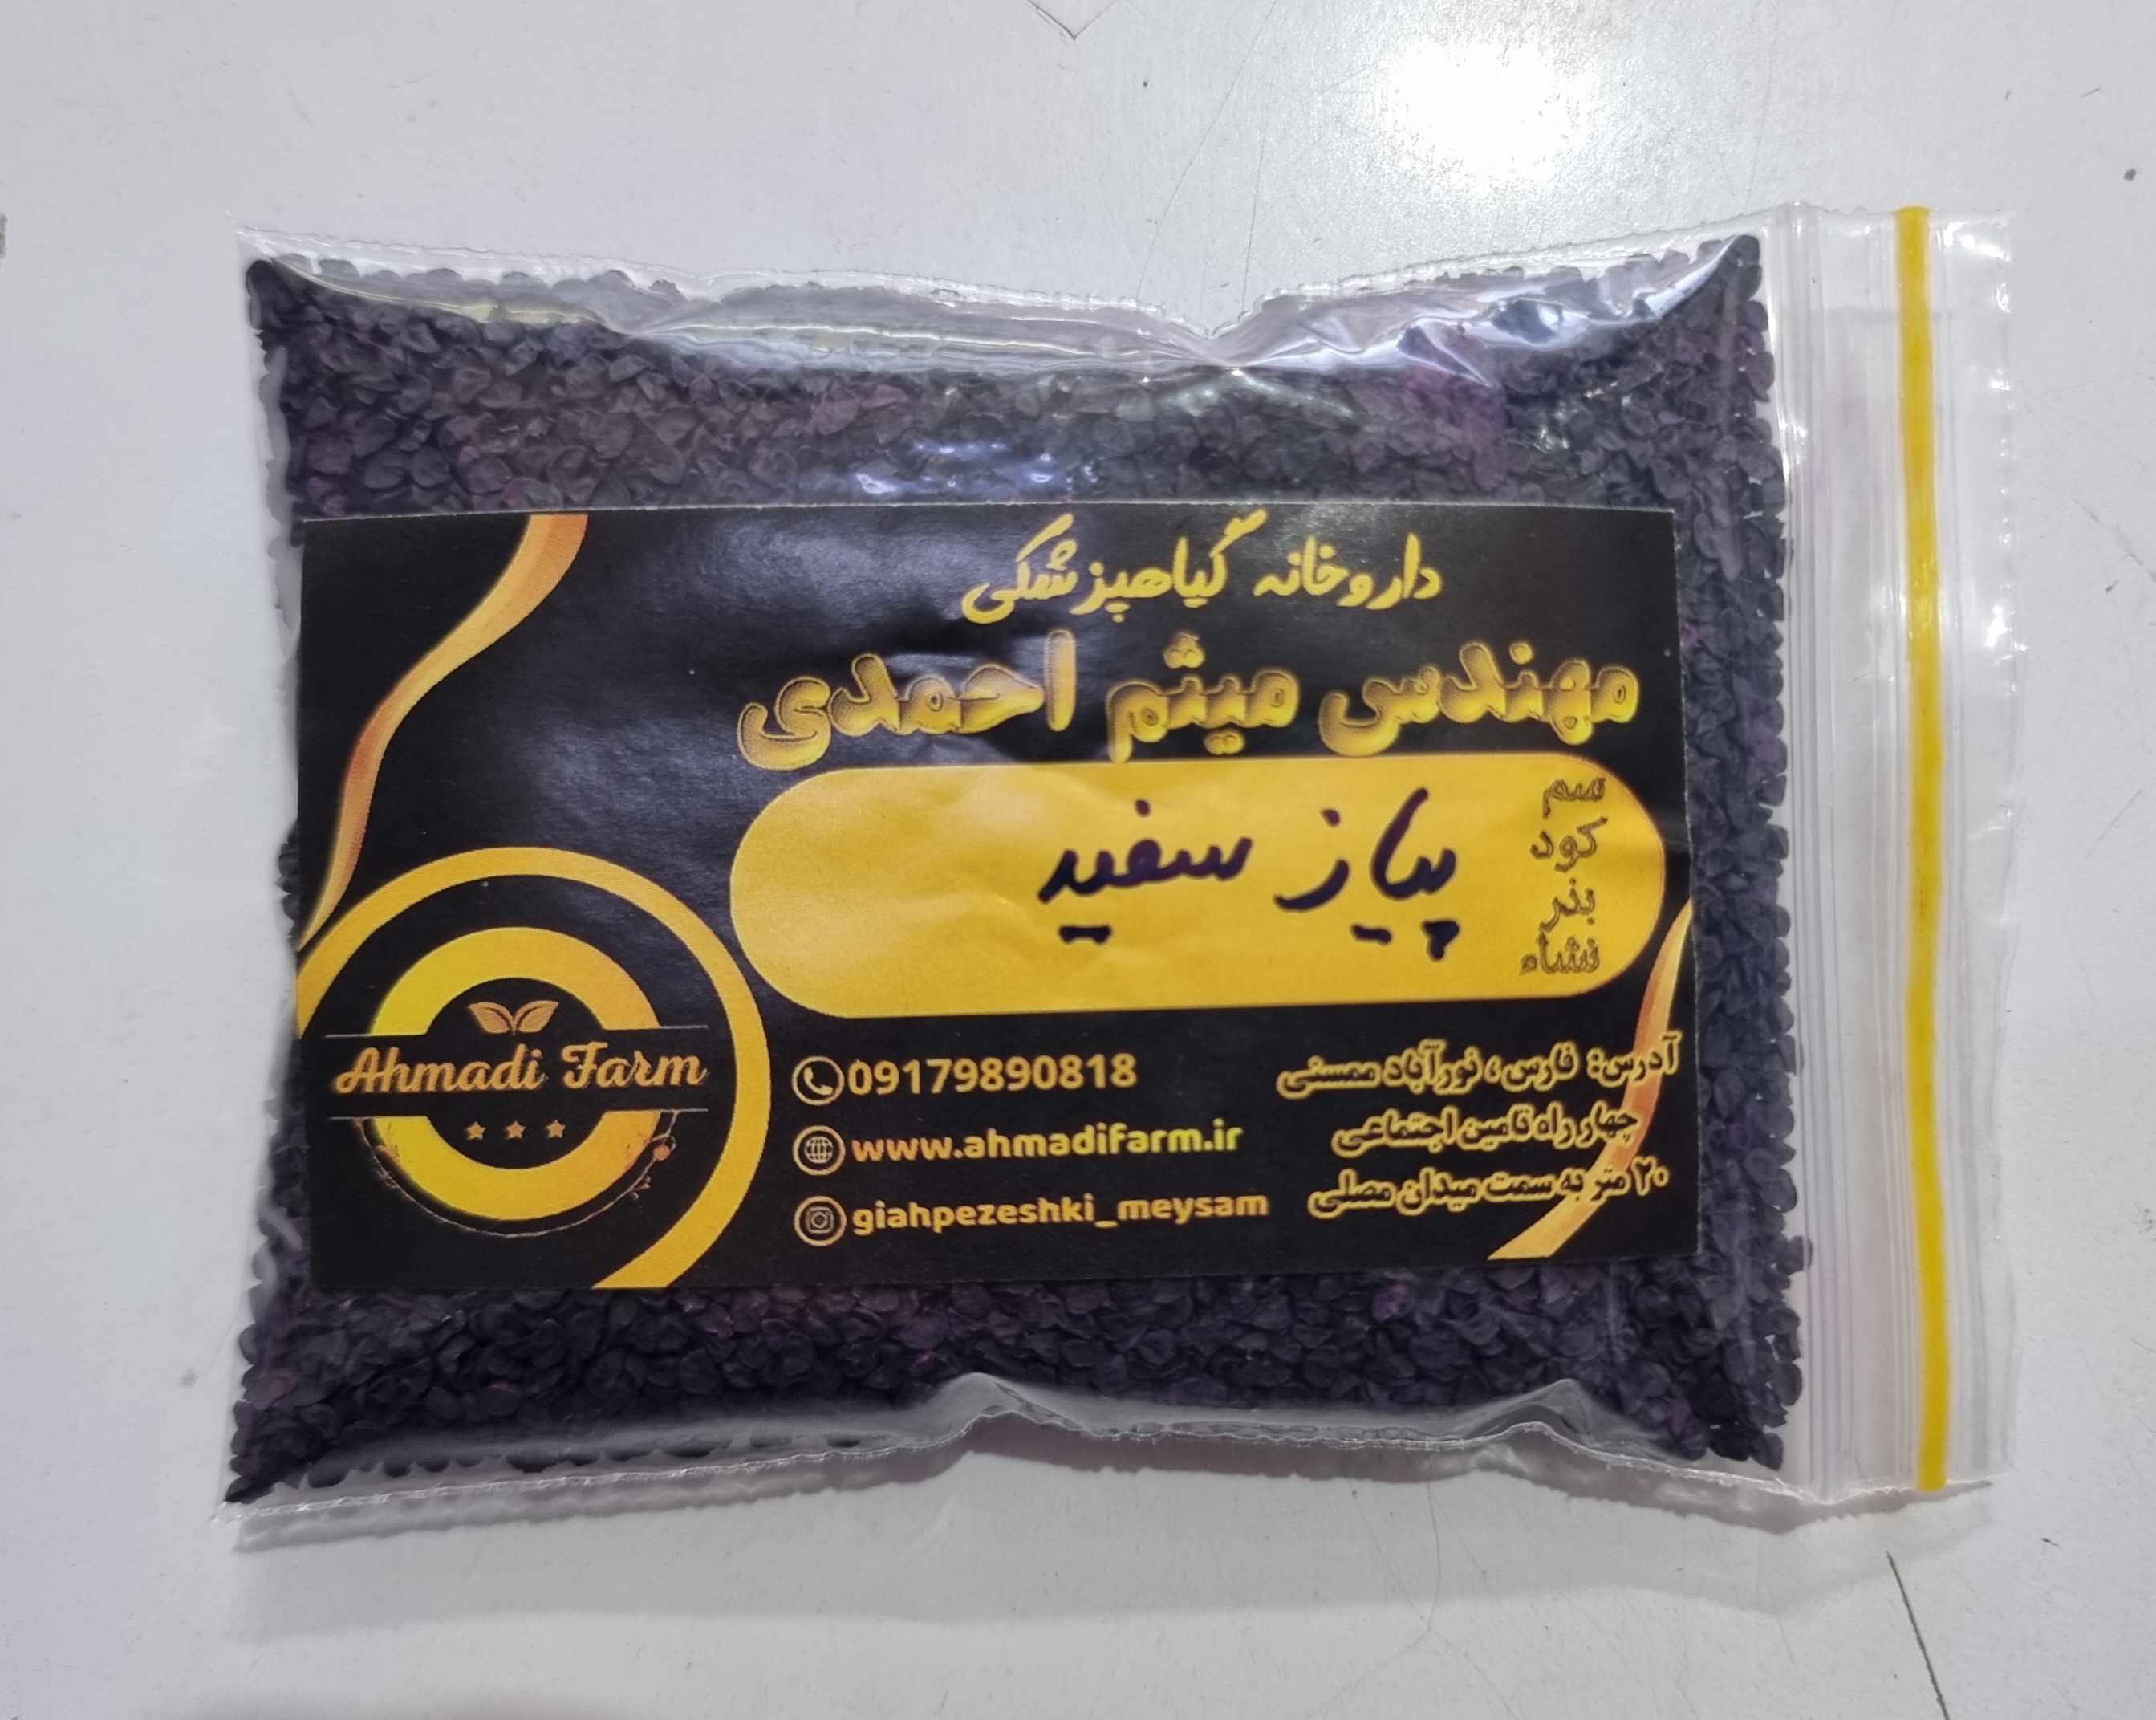 داروخانه گیاهپزشکی
مهندس میثم احمدی
پیاز سفید
سم
کود
بذر
نشاء
Ahmadi Farm
09179890818
www.ahmadifarm.ir
giahpezeshki_meysam
آدرس: فارس، نورآباد ممسنی
چهار راه تامین اجتماعی
۲۰ متر به سمت میدان مصلی